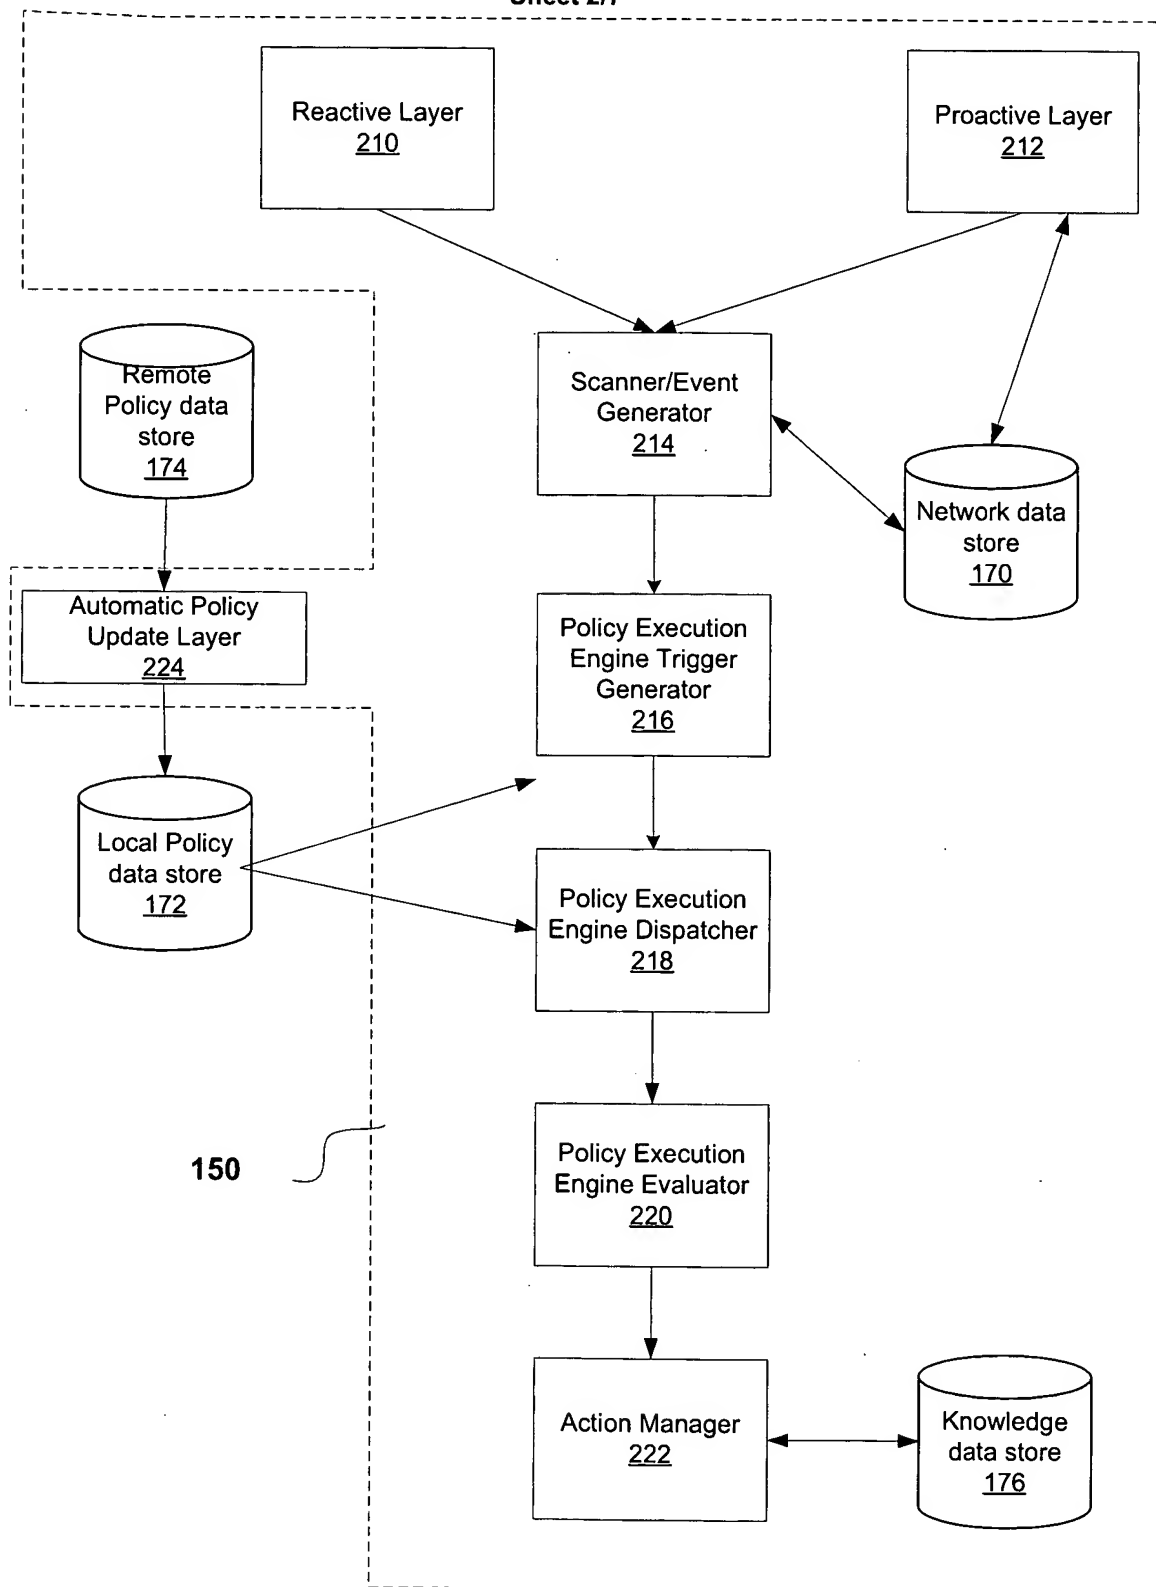 Sheet 2/7
Reactive Layer
210
Proactive Layer
212
Remote
Policy data
store
174
Scanner/Event
Generator
214
Network data
store
170
Automatic Policy
Update Layer
224
Policy Execution
Engine Trigger
Generator
216
Local Policy
data store
172
Policy Execution
Engine Dispatcher
218
150
Policy Execution
Engine Evaluator
220
Action Manager
222
Knowledge
data store
176